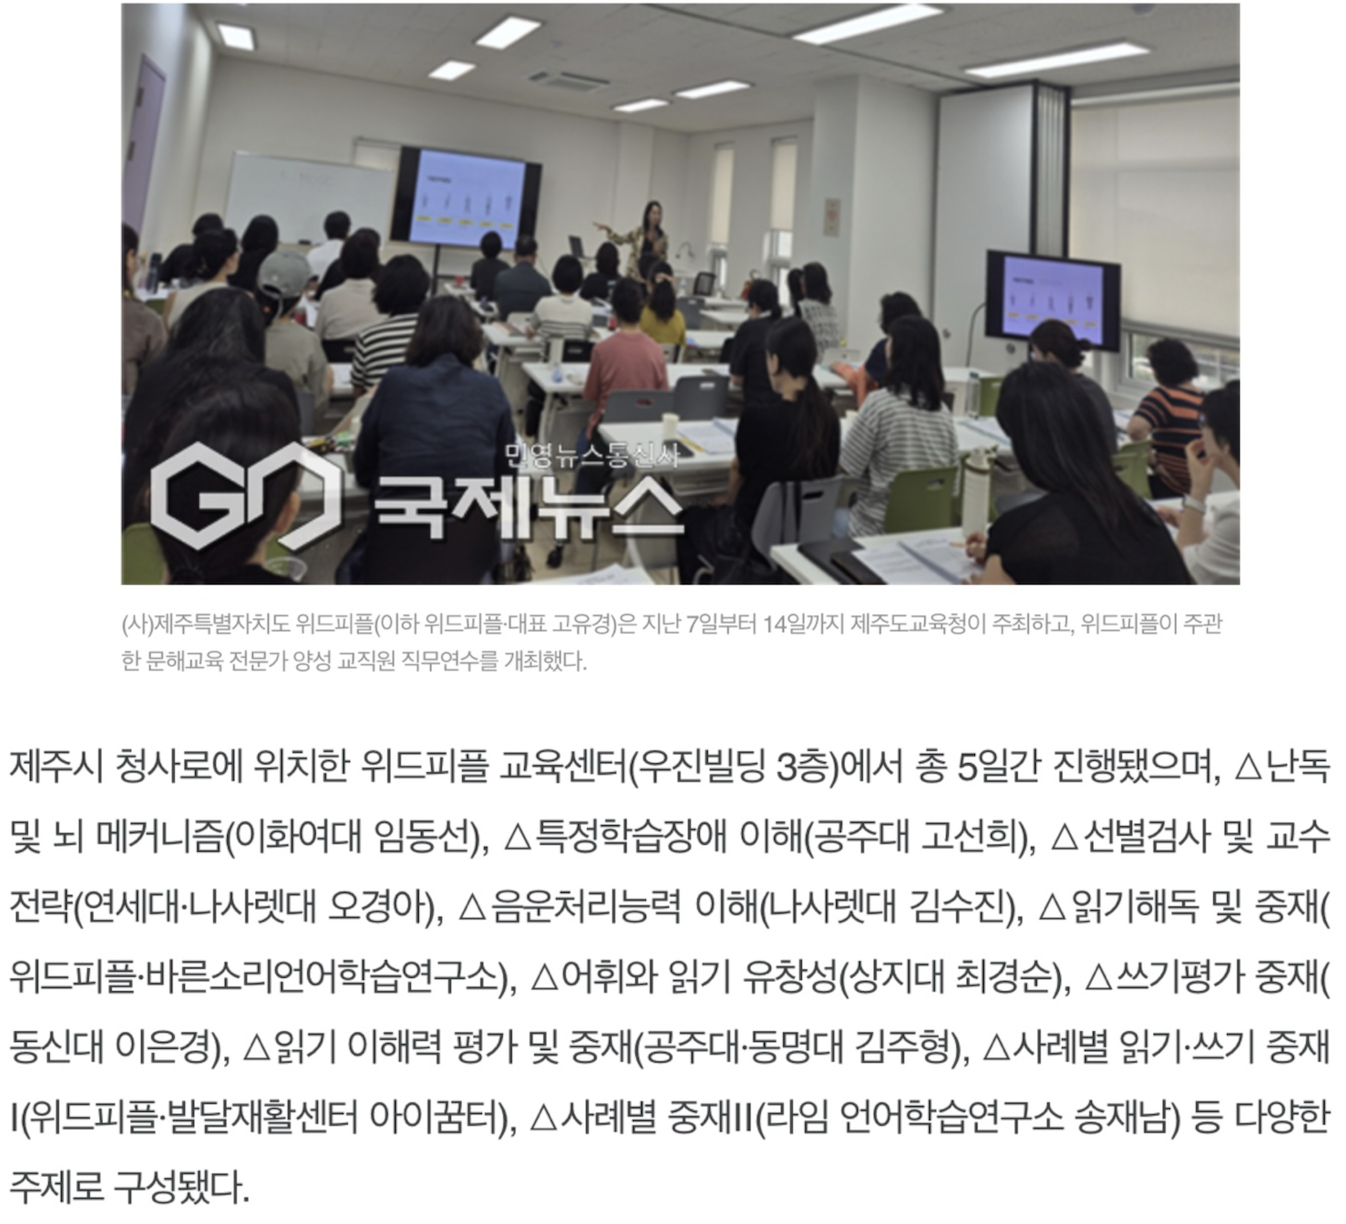 민영뉴스통신사
GN 국제뉴스
(사)제주특별자치도 위드피플(이하 위드피플·대표 고유경)은 지난 7일부터 14일까지 제주도교육청이 주최하고, 위드피플이 주관
한 문해교육 전문가 양성 교직원 직무연수를 개최했다.
제주시 청사로에 위치한 위드피플 교육센터(우진빌딩 3층)에서 총 5일간 진행됐으며, △난독
및 뇌 메커니즘(이화여대 임동선), △특정학습장애 이해(공주대 고선희), △선별검사 및 교수
전략(연세대·나사렛대 오경아), △음운처리능력 이해(나사렛대 김수진), △읽기해독 및 중재(
위드피플·바른소리언어학습연구소), △어휘와 읽기 유창성(상지대 최경순), △쓰기평가 중재(
동신대 이은경), △읽기 이해력 평가 및 중재(공주대·동명대 김주형), △사례별 읽기·쓰기 중재
I(위드피플·발달재활센터 아이꿈터), △사례별 중재II(라임 언어학습연구소 송재남) 등 다양한
주제로 구성됐다.